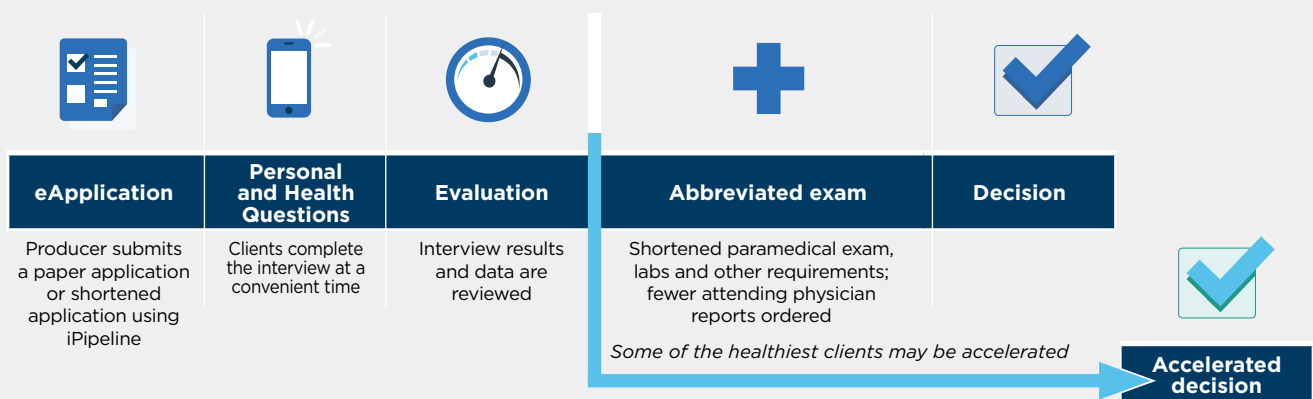 eApplication
Personal
and Health
Questions
Evaluation
Abbreviated exam
Decision
Producer submits
a paper application
or shortened
application using
iPipeline
Clients complete
the interview at a
convenient time
Interview results
and data are
reviewed
Shortened paramedical exam,
labs and other requirements;
fewer attending physician
reports ordered
Some of the healthiest clients may be accelerated
Accelerated
decision